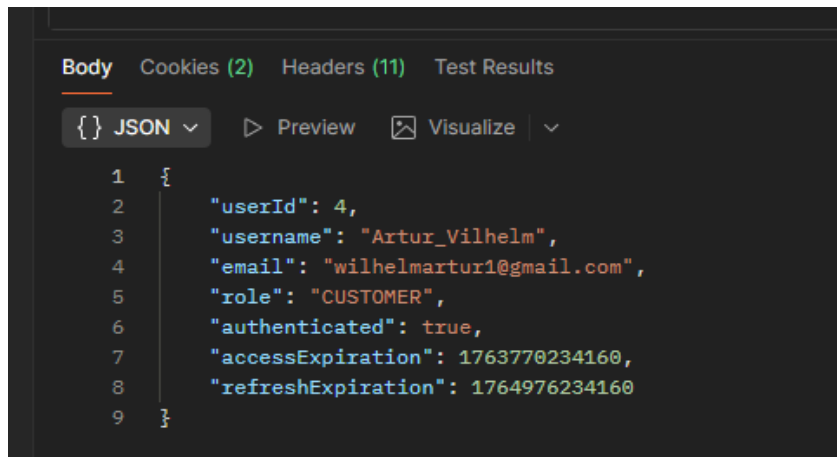 Body Cookies (2) Headers (11) Test Results
{} JSON Preview Visualize
1 {
2 "userId": 4,
3 "username": "Artur_Vilhelm",
4 "email": "wilhelmartur1@gmail.com",
5 "role": "CUSTOMER",
6 "authenticated": true,
7 "accessExpiration": 1763770234160,
8 "refreshExpiration": 1764976234160
9 }